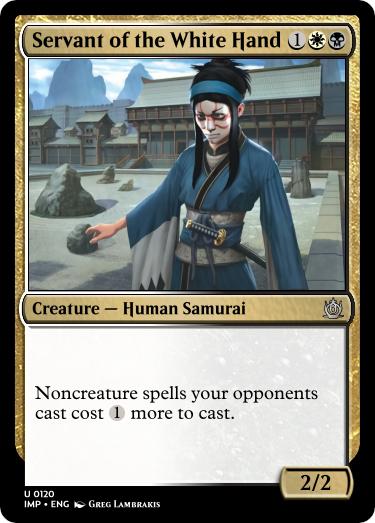 Servant of the White Hand 1
Creature — Human Samurai
Noncreature spells your opponents
cast cost 1 more to cast.
2/2
U 0120
IMP • ENG Greg Lambrakis